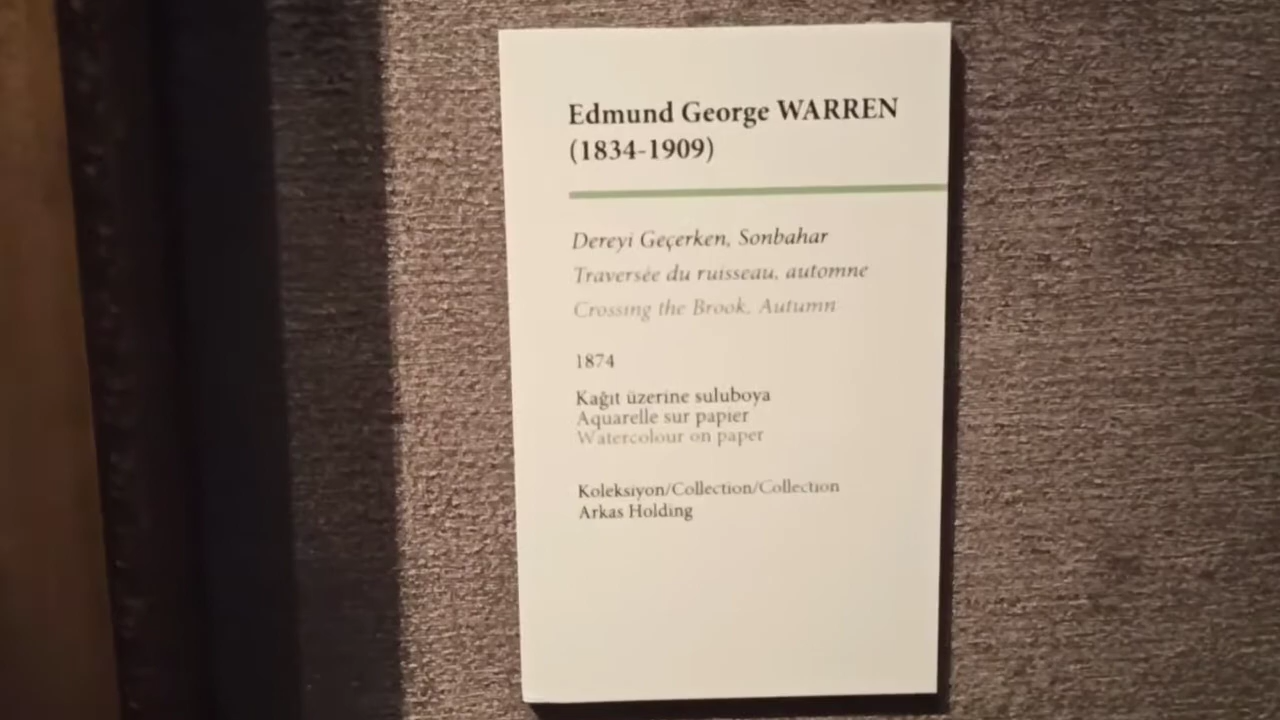 Edmund George WARREN
(1834-1909)
Dereyi Geçerken, Sonbahar
Traversée du ruisseau, automne
Crossing the Brook, Autumn
1874
Kağıt üzerine suluboya
Aquarelle sur papier
Watercolour on paper
Koleksiyon/Collection/Collection
Arkas Holding